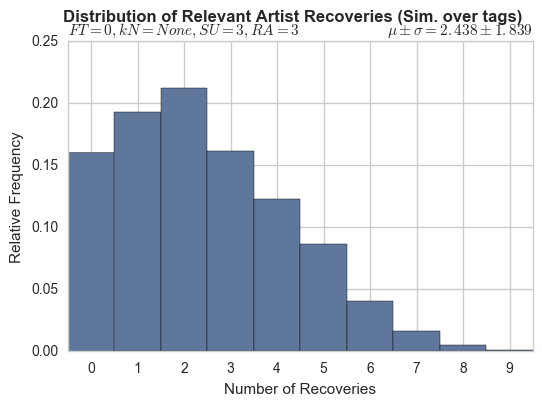 Distribution of Relevant Artist Recoveries (Sim. over tags)
FT = 0, kN = None, SU = 3, RA = 3 μ ± σ = 2.438 ± 1.839
0.25
0.20
0.15
0.10
0.05
0.00
Relative Frequency
0 1 2 3 4 5 6 7 8 9
Number of Recoveries